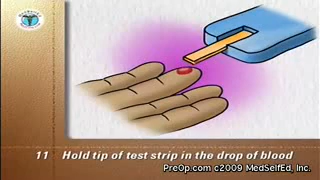 11 Hold tip of test strip in the drop of blood
PreOp.com c2009 MedSelfEd, Inc.